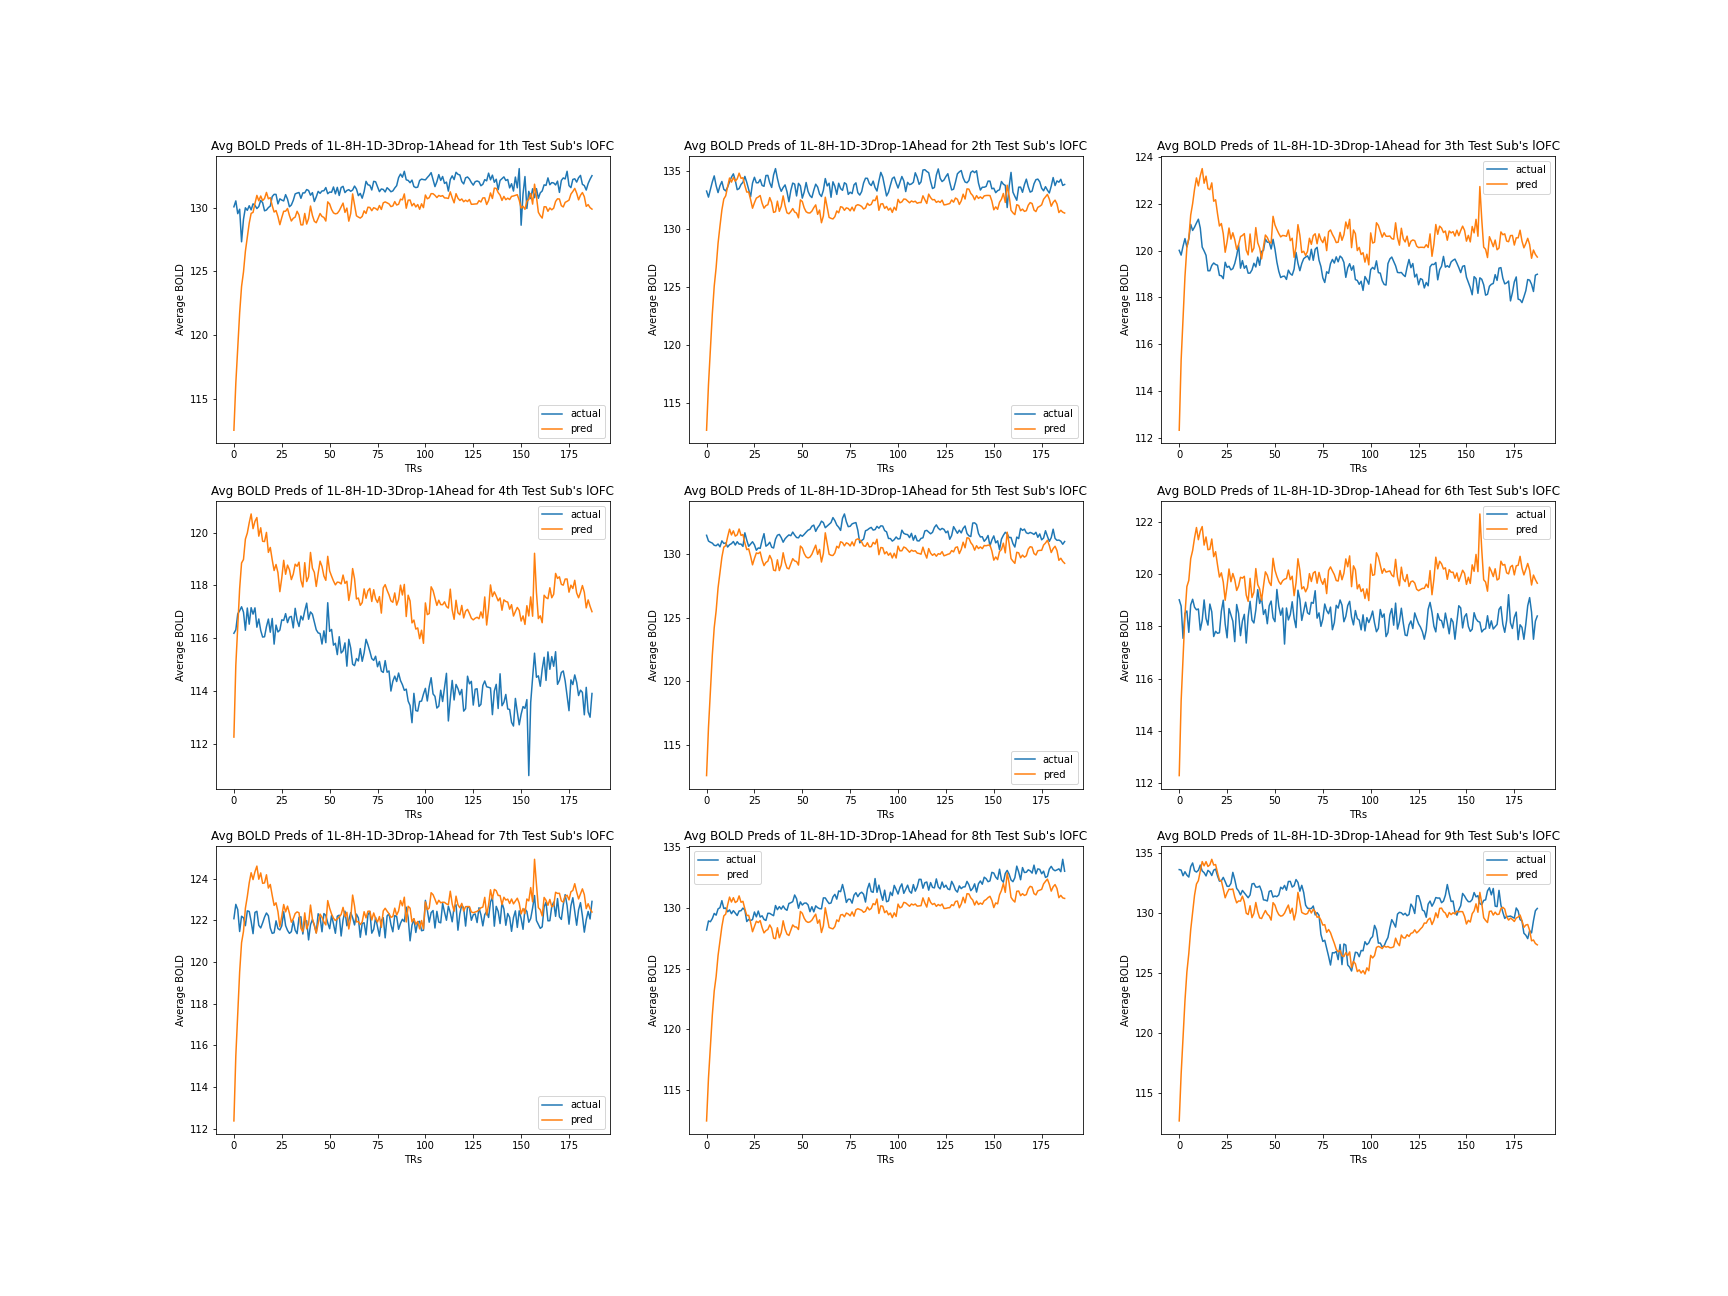 Avg BOLD Preds of 1L-8H-1D-3Drop-1Ahead for 1th Test Sub's lOFC
Average BOLD
130
125
120
115
actual
pred
0 25 50 75 100 125 150 175
TRs
Avg BOLD Preds of 1L-8H-1D-3Drop-1Ahead for 2th Test Sub's lOFC
Average BOLD
135
130
125
120
115
actual
pred
0 25 50 75 100 125 150 175
TRs
Avg BOLD Preds of 1L-8H-1D-3Drop-1Ahead for 3th Test Sub's lOFC
Average BOLD
124
122
120
118
116
114
112
actual
pred
0 25 50 75 100 125 150 175
TRs
Avg BOLD Preds of 1L-8H-1D-3Drop-1Ahead for 4th Test Sub's lOFC
Average BOLD
120
118
116
114
112
actual
pred
0 25 50 75 100 125 150 175
TRs
Avg BOLD Preds of 1L-8H-1D-3Drop-1Ahead for 5th Test Sub's lOFC
Average BOLD
130
125
120
115
actual
pred
0 25 50 75 100 125 150 175
TRs
Avg BOLD Preds of 1L-8H-1D-3Drop-1Ahead for 6th Test Sub's lOFC
Average BOLD
122
120
118
116
114
112
actual
pred
0 25 50 75 100 125 150 175
TRs
Avg BOLD Preds of 1L-8H-1D-3Drop-1Ahead for 7th Test Sub's lOFC
Average BOLD
124
122
120
118
116
114
112
actual
pred
0 25 50 75 100 125 150 175
TRs
Avg BOLD Preds of 1L-8H-1D-3Drop-1Ahead for 8th Test Sub's lOFC
Average BOLD
135
130
125
120
115
actual
pred
0 25 50 75 100 125 150 175
TRs
Avg BOLD Preds of 1L-8H-1D-3Drop-1Ahead for 9th Test Sub's lOFC
Average BOLD
135
130
125
120
115
actual
pred
0 25 50 75 100 125 150 175
TRs